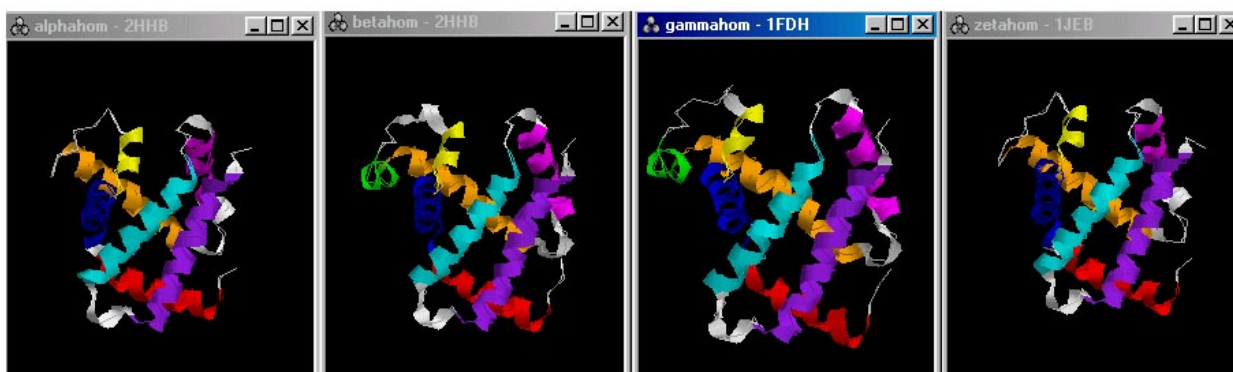 alphahom - 2HHB
betahom - 2HHB
gammahom - 1FDH
zetahom - 1JEB